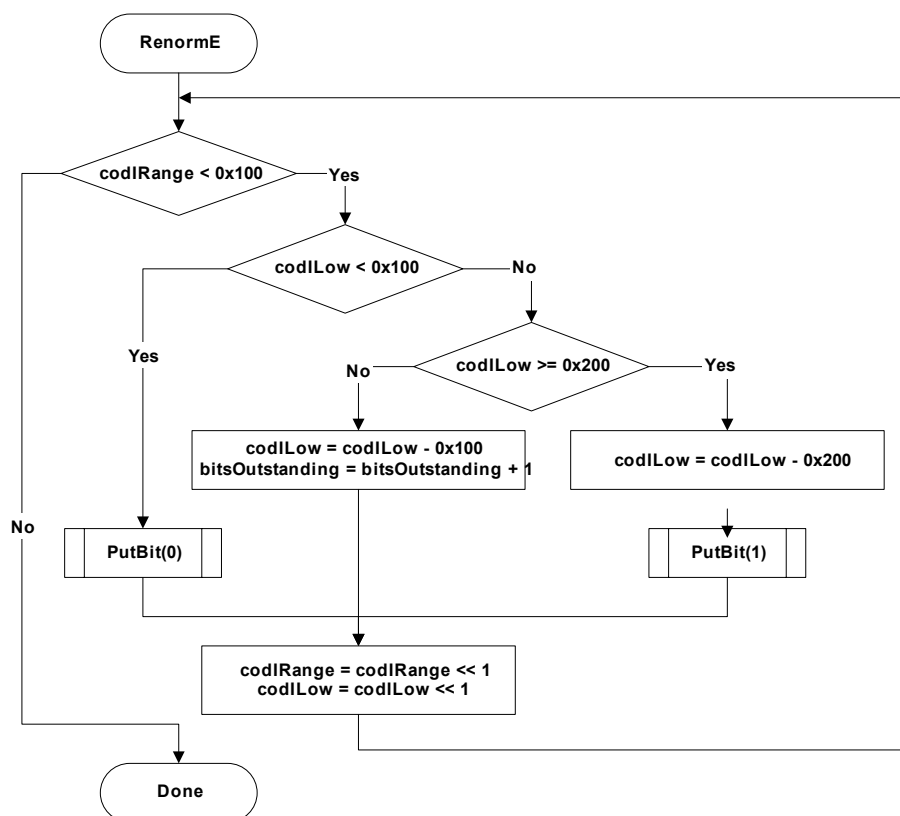 RenormE
codIRange < 0x100
Yes
codILow < 0x100
No
Yes
codILow >= 0x200
No
Yes
codILow = codILow - 0x100
bitsOutstanding = bitsOutstanding + 1
codILow = codILow - 0x200
No
PutBit(0)
PutBit(1)
codIRange = codIRange << 1
codILow = codILow << 1
Done